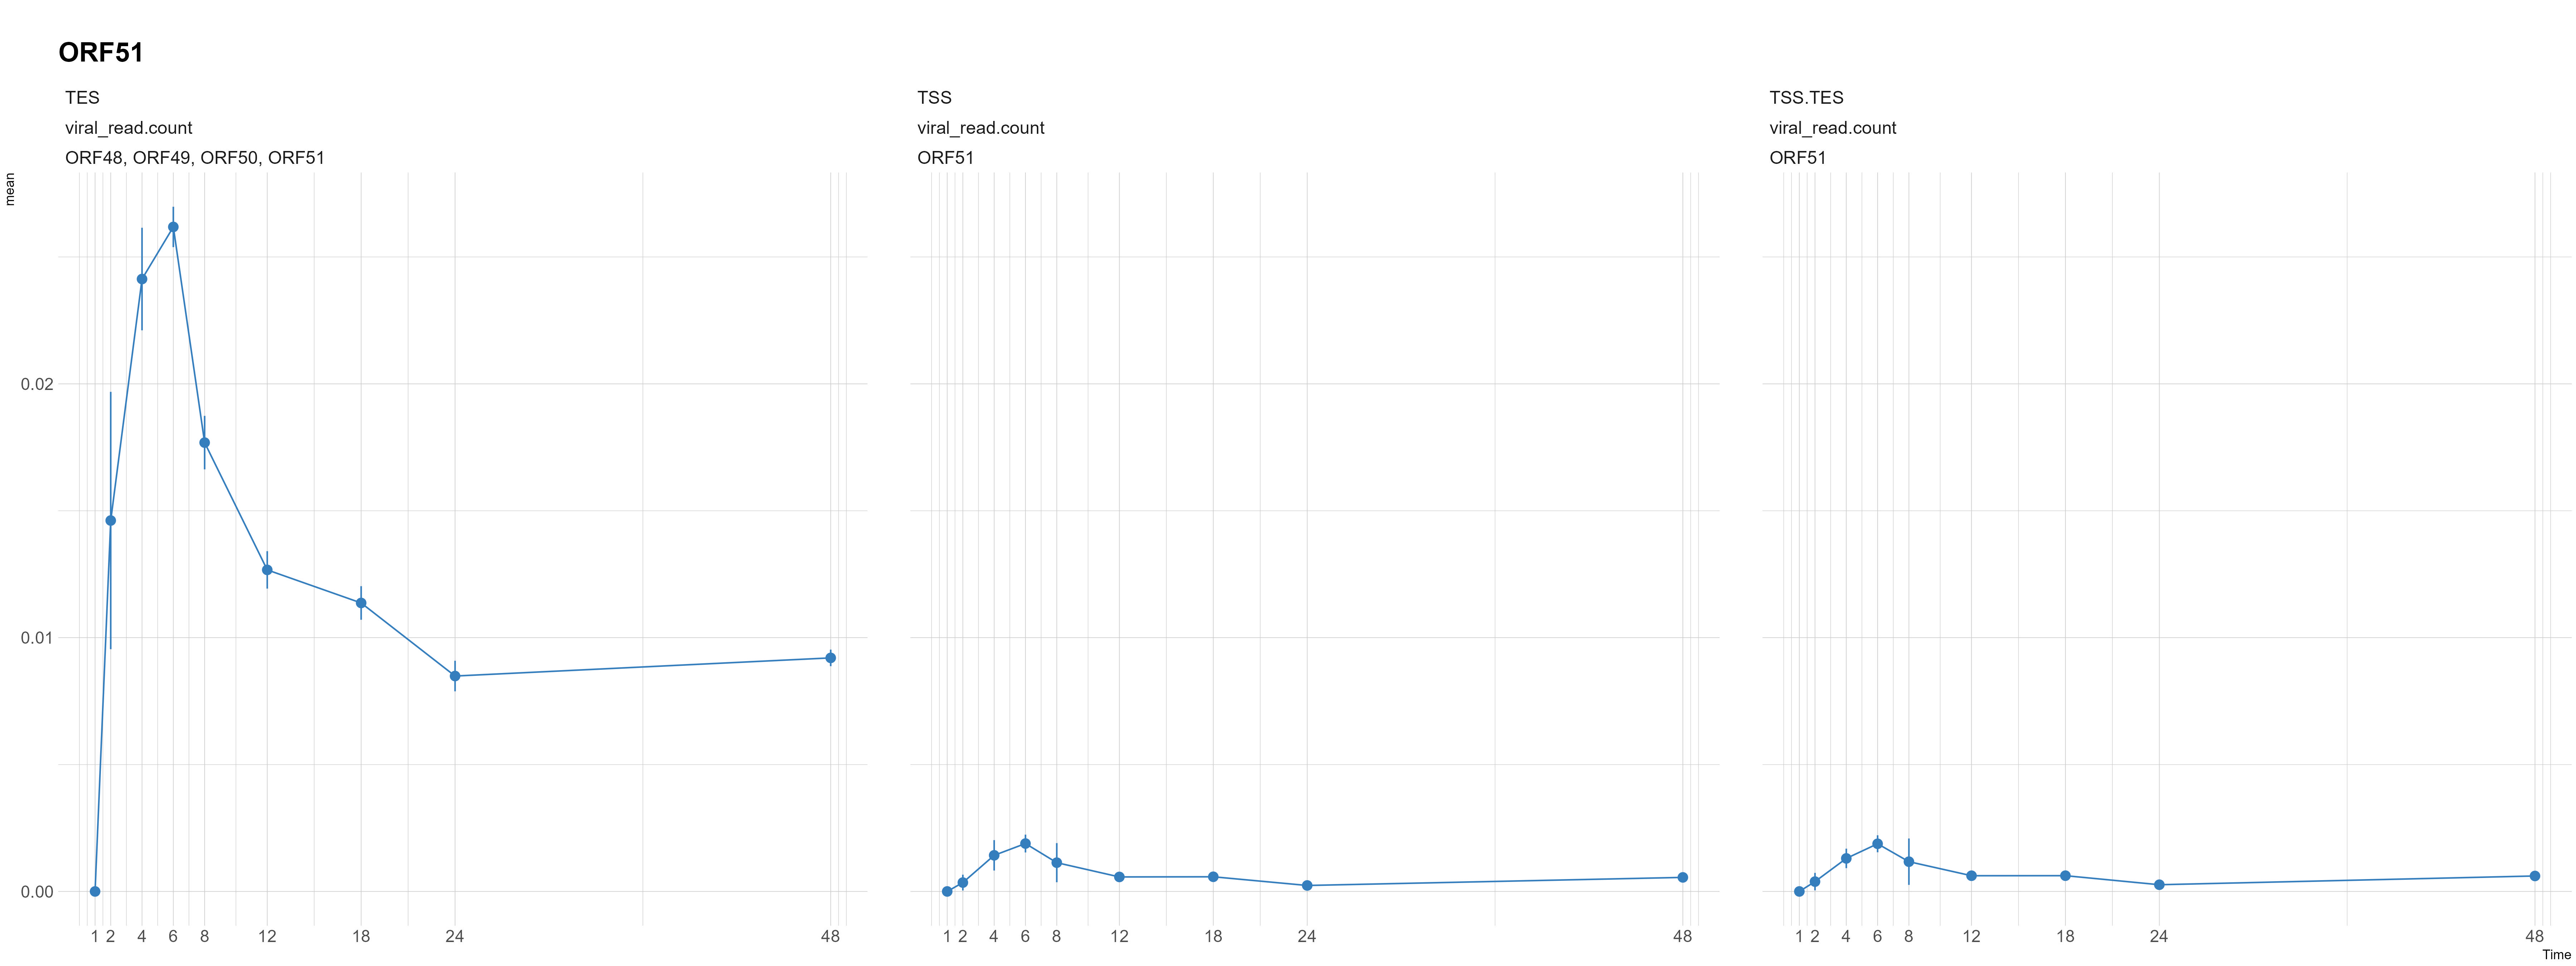 ORF51
TES
viral_read.count
ORF48, ORF49, ORF50, ORF51
TSS
viral_read.count
ORF51
TSS.TES
viral_read.count
ORF51
mean
0.02
0.01
0.00
1 2 4 6 8 12 18 24 48
1 2 4 6 8 12 18 24 48
1 2 4 6 8 12 18 24 48
Time